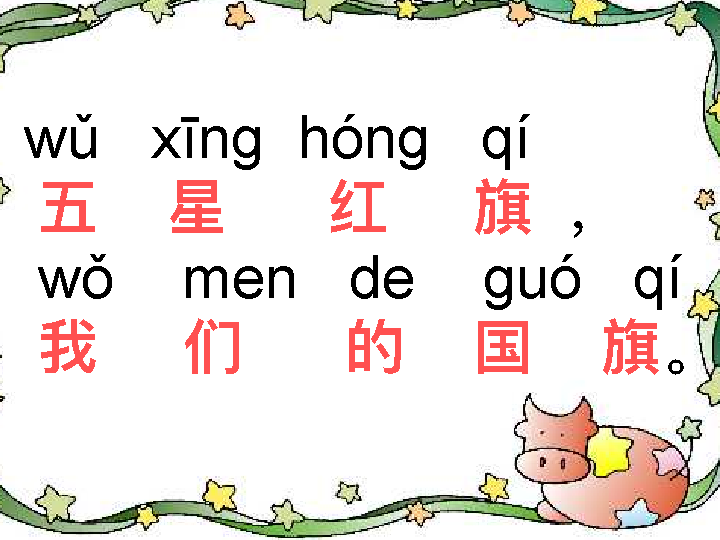 wǔ xīng hóng qí
五 星 红 旗 ，
wǒ men de guó qí
我 们 的 国 旗。